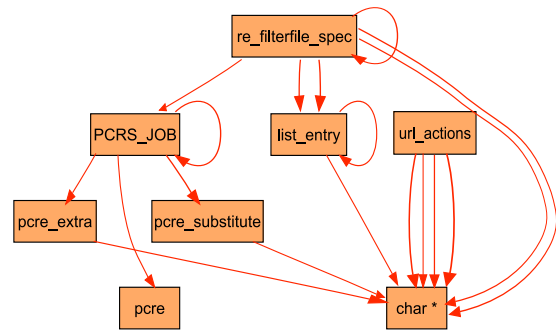 re_filterfile_spec
PCRS_JOB
list_entry
url_actions
pcre_extra
pcre_substitute
pcre
char *